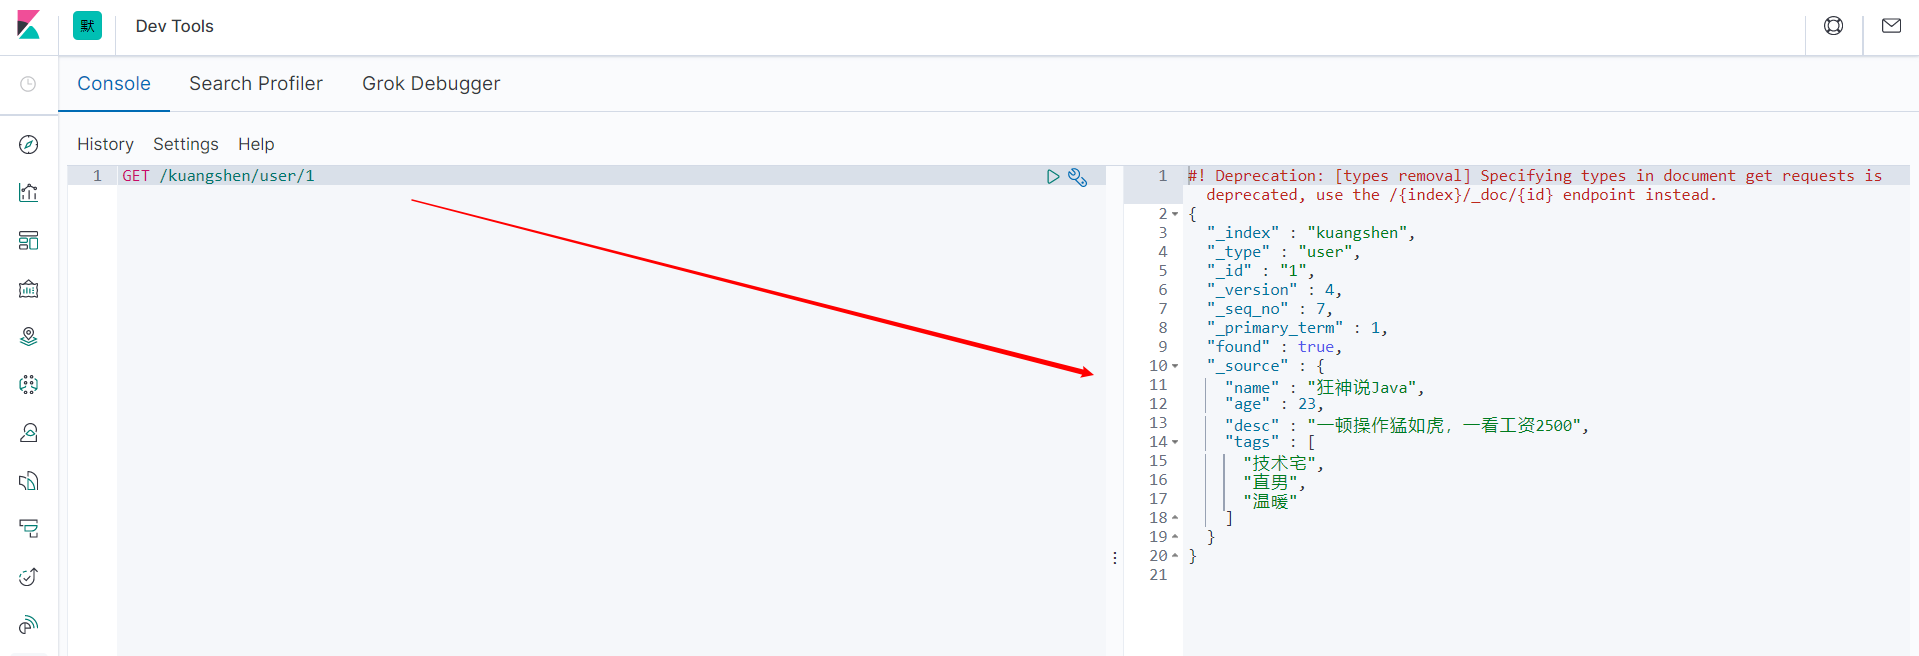 默 Dev Tools
Console Search Profiler Grok Debugger
History Settings Help
1 GET /kuangshen/user/1
1 #! Deprecation: [types removal] Specifying types in document get requests is
deprecated, use the /{index}/_doc/{id} endpoint instead.
2 {
3 "_index" : "kuangshen",
4 "_type" : "user",
5 "_id" : "1",
6 "_version" : 4,
7 "_seq_no" : 7,
8 "_primary_term" : 1,
9 "found" : true,
10 "_source" : {
11 "name" : "狂神说Java",
12 "age" : 23,
13 "desc" : "一顿操作猛如虎，一看工资2500",
14 "tags" : [
15 "技术宅",
16 "直男",
17 "温暖"
18 ]
19 }
20 }
21